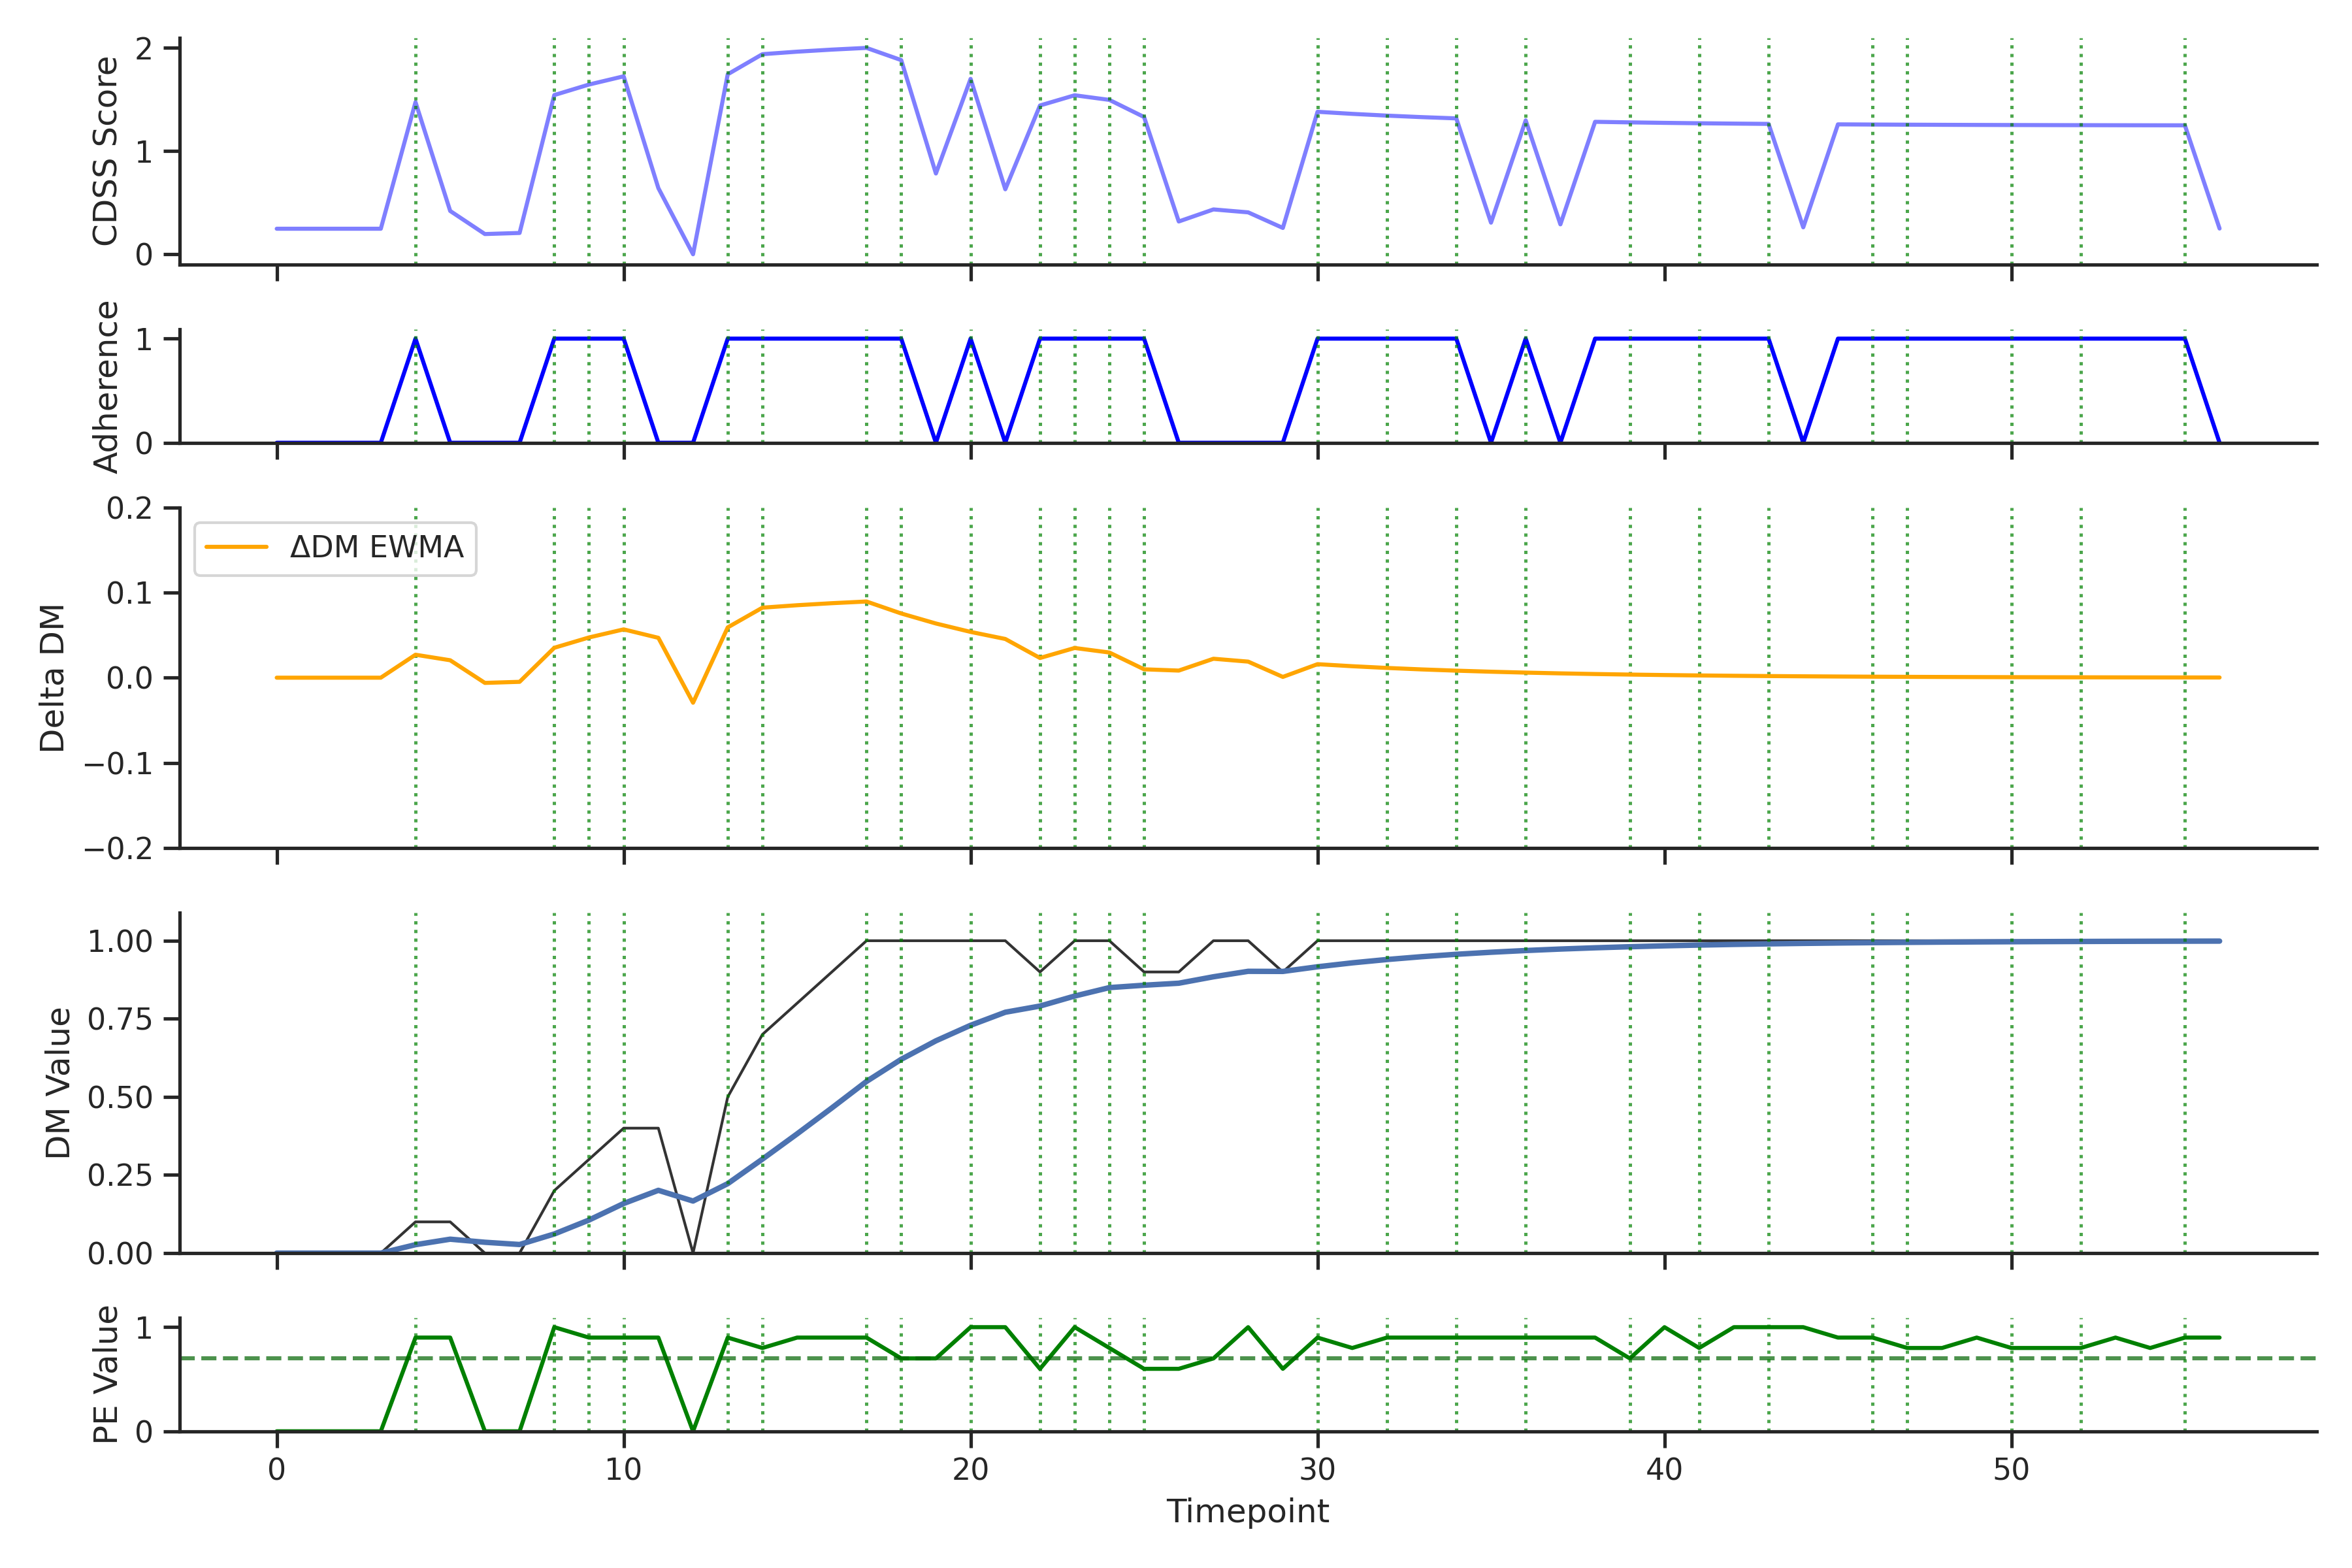 CDSS Score
2
1
0
Adherence
1
0
Delta DM
0.2
0.1
0.0
−0.1
−0.2
ΔDM EWMA
DM Value
1.00
0.75
0.50
0.25
0.00
PE Value
1
0
0 10 20 30 40 50
Timepoint